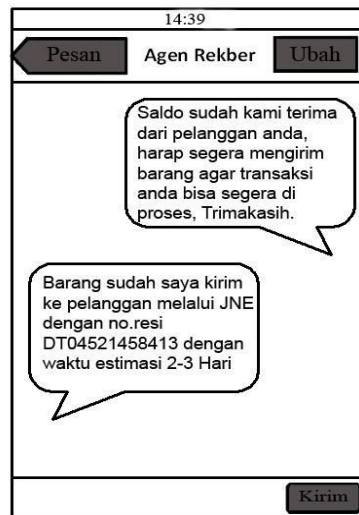 14:39
Pesan Agen Rekber Ubah
Saldo sudah kami terima
dari pelanggan anda,
harap segera mengirim
barang agar transaksi
anda bisa segera di
proses, Trimakasih.
Barang sudah saya kirim
ke pelanggan melalui JNE
dengan no.resi
DT04521458413 dengan
waktu estimasi 2-3 Hari
Kirim